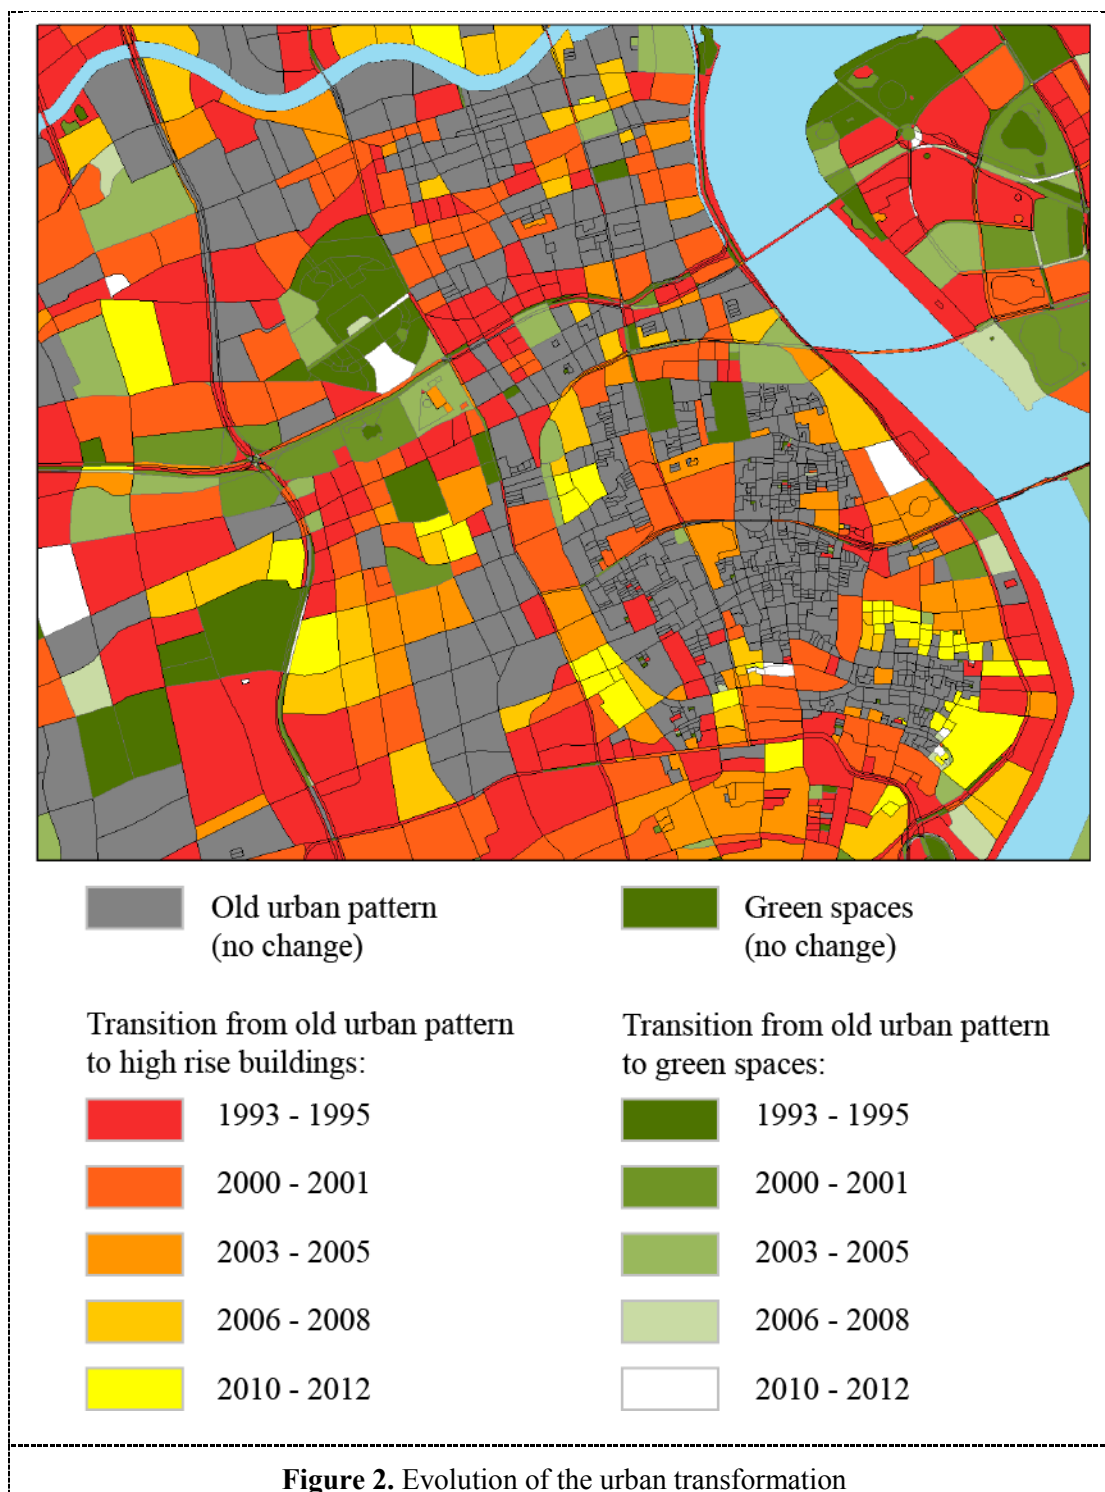 Old urban pattern
(no change)
Green spaces
(no change)
Transition from old urban pattern
to high rise buildings:
1993 - 1995
2000 - 2001
2003 - 2005
2006 - 2008
2010 - 2012
Transition from old urban pattern
to green spaces:
1993 - 1995
2000 - 2001
2003 - 2005
2006 - 2008
2010 - 2012
Figure 2. Evolution of the urban transformation